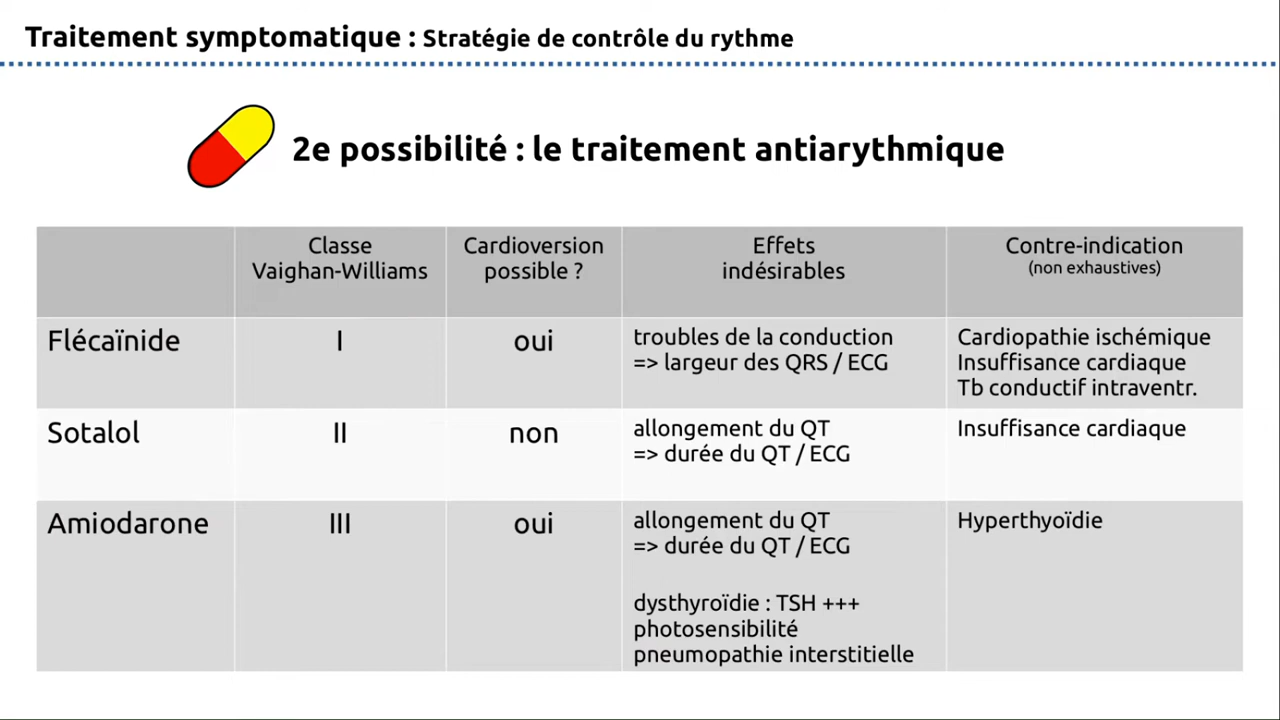 Traitement symptomatique : Stratégie de contrôle du rythme
2e possibilité : le traitement antiarythmique
Classe
Vaighan-Williams
Cardioversion
possible ?
Effets
indésirables
Contre-indication
(non exhaustives)
Flécaïnide
I
oui
troubles de la conduction
=> largeur des QRS / ECG
Cardiopathie ischémique
Insuffisance cardiaque
Tb conductif intraventr.
Sotalol
II
non
allongement du QT
=> durée du QT / ECG
Insuffisance cardiaque
Amiodarone
III
oui
allongement du QT
=> durée du QT / ECG
dysthyroïdie : TSH +++
photosensibilité
pneumopathie interstitielle
Hyperthyoïdie